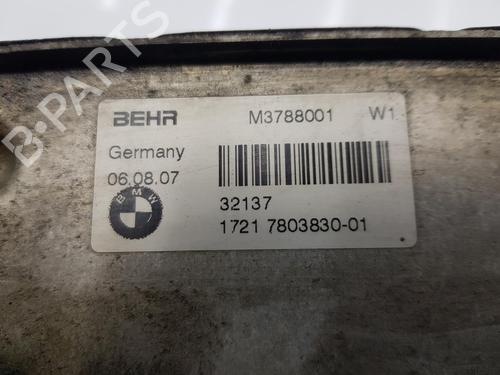 BEHR M3788001 W1
Germany
06.08.07
BMW
32137
1721 7803830-01
B-PARTS